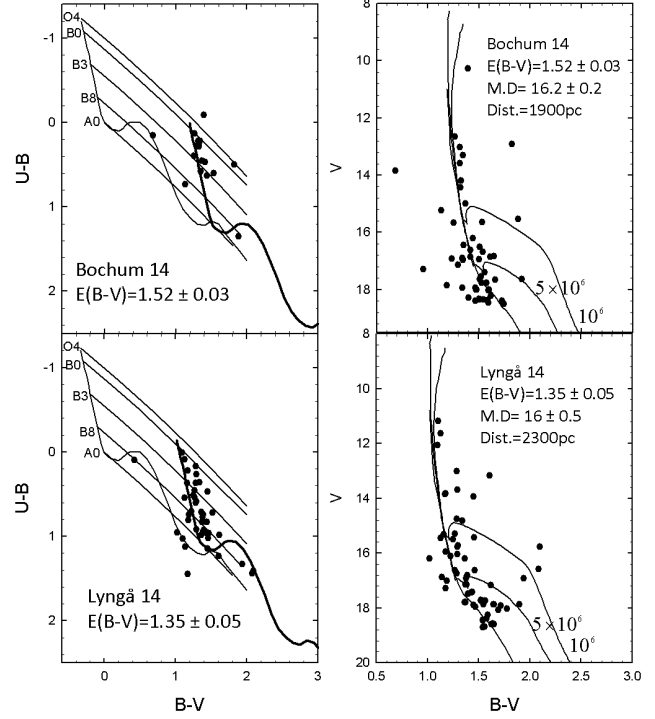 O4
B0
B3
B8
A0
-1
0
1
2
U-B
Bochum 14
E(B-V)=1.52 ± 0.03
8
10
12
14
16
18
8
V
Bochum 14
E(B-V)=1.52 ± 0.03
M.D= 16.2 ± 0.2
Dist.=1900pc
5×10⁶
10⁶
O4
B0
B3
B8
A0
-1
0
1
2
U-B
Lyngå 14
E(B-V)=1.35 ± 0.05
0 1 2 3
B-V
10
12
14
16
18
20
V
Lyngå 14
E(B-V)=1.35 ± 0.05
M.D= 16 ± 0.5
Dist.=2300pc
5×10⁶
10⁶
0.5 1.0 1.5 2.0 2.5 3.0
B-V